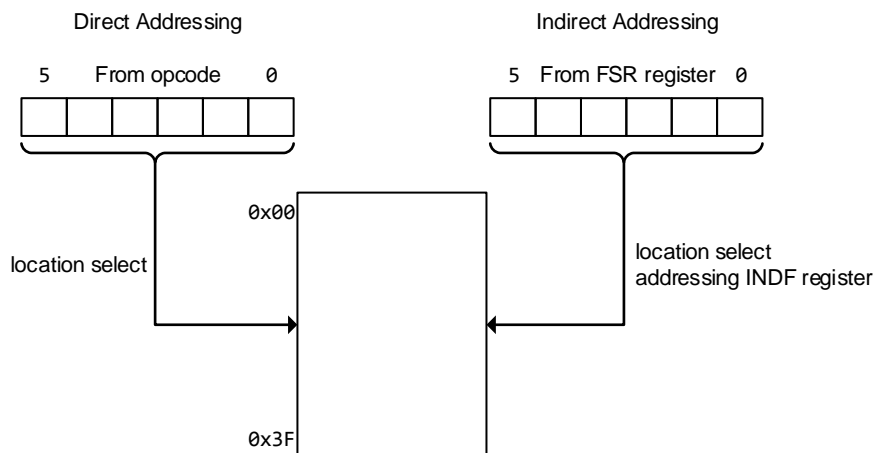 Direct Addressing
Indirect Addressing
5 From opcode 0
5 From FSR register 0
0x00
location select
location select
addressing INDF register
0x3F